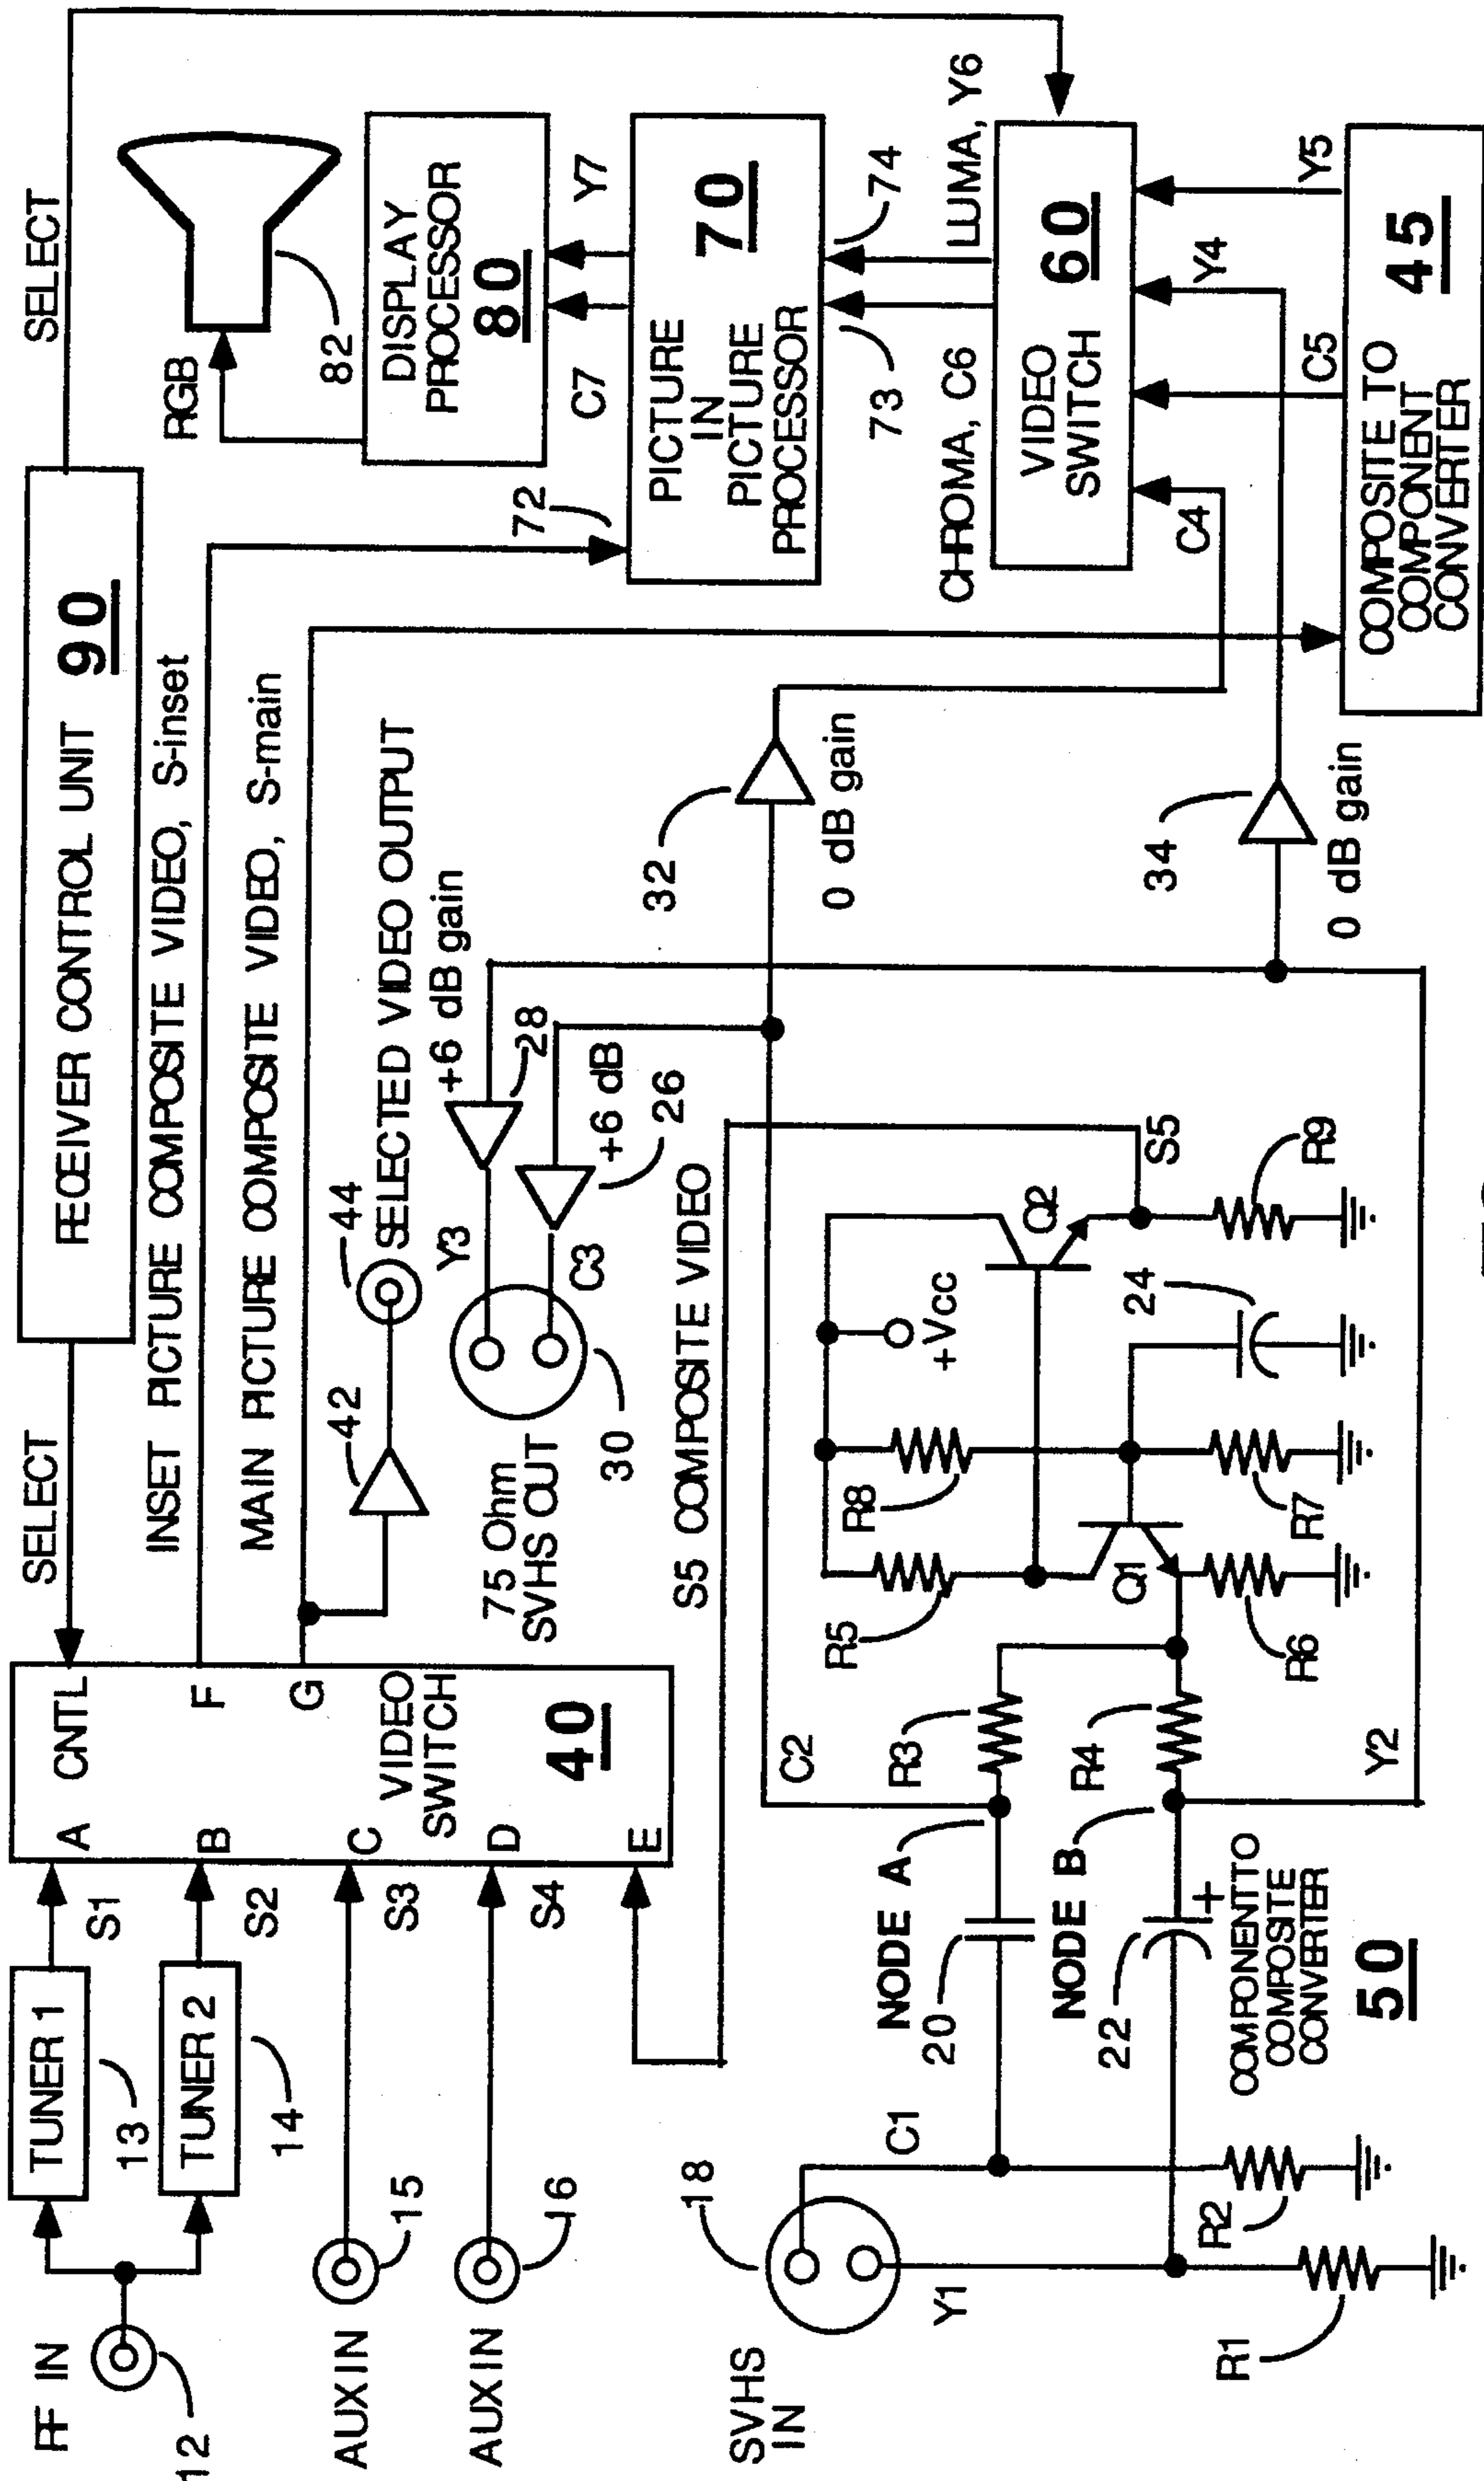 RF IN
12
TUNER 1
13
TUNER 2
14
S1
S2
AUX IN
15
S3
AUX IN
16
S4
A
B
C
D
E
CNTL
F
G
VIDEO
SWITCH
40
SELECT
RECEIVER CONTROL UNIT
90
SELECT
INSET PICTURE COMPOSITE VIDEO, S-inset
MAIN PICTURE COMPOSITE VIDEO, S-main
42
44
SELECTED VIDEO OUTPUT
75 Ohm
SVHS OUT
30
Y3
C3
+6 dB gain
28
+6 dB
26
S5 COMPOSITE VIDEO
RGB
82
DISPLAY
PROCESSOR
80
C7
Y7
72
PICTURE
IN
PICTURE
PROCESSOR
70
73
74
CHROMA, C6
LUMA, Y6
VIDEO
SWITCH
60
C4
C5
Y4
Y5
COMPOSITE TO
COMPONENT
CONVERTER
45
32
0 dB gain
34
0 dB gain
SVHS
IN
18
C1
Y1
R2
R1
NODE A
20
NODE B
22
+
COMPONENT TO
COMPOSITE
CONVERTER
50
C2
R3
R4
Y2
R5
R8
+Vcc
Q1
Q2
R6
R7
24
S5
R9